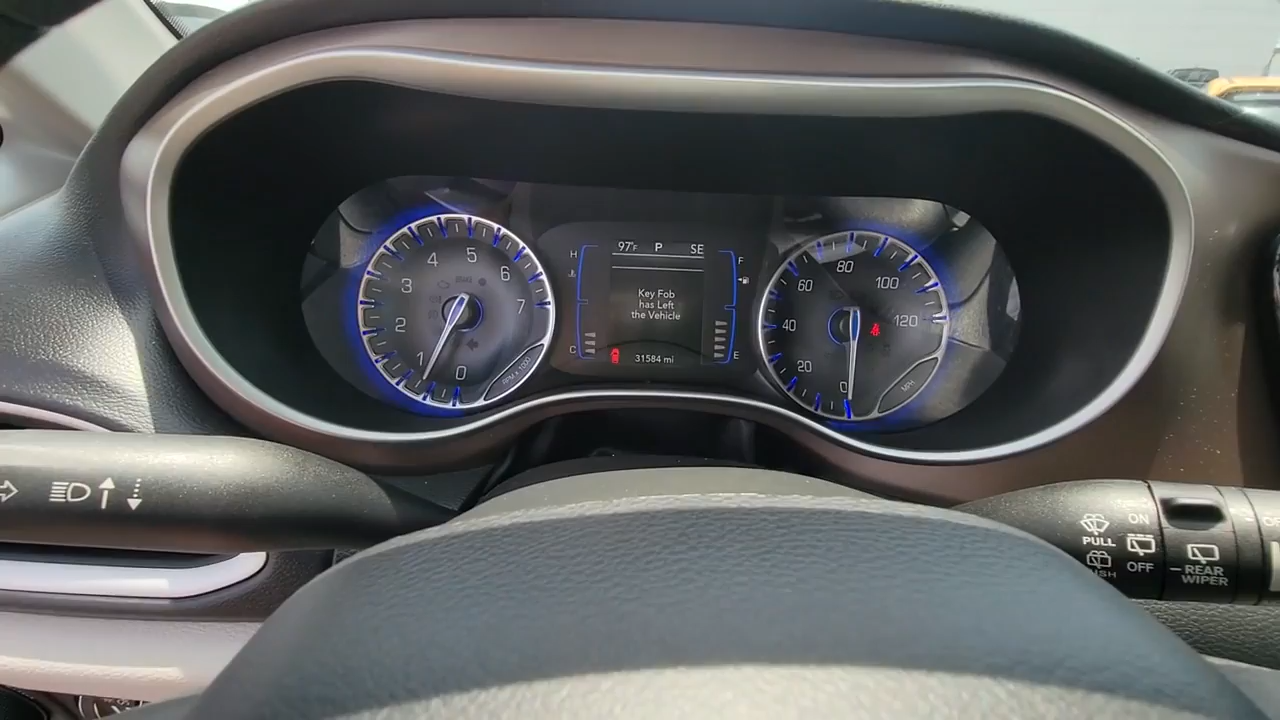 97°F P SE
H
F
Key Fob
has Left
the Vehicle
C
E
31584 mi
0
1
2
3
4
5
6
7
RPM x 1000
0
20
40
60
80
100
120
MPH
PULL
ON
OFF
REAR
WIPER